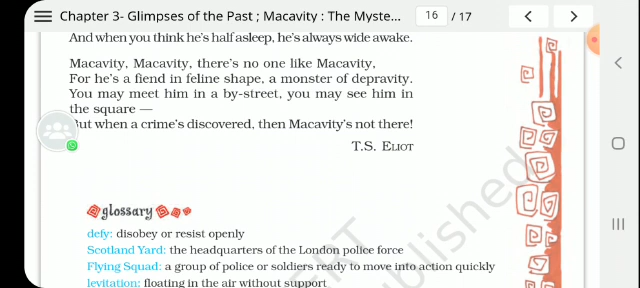 Chapter 3- Glimpses of the Past ; Macavity : The Myste...
16 / 17
And when you think he's half asleep, he's always wide awake.
Macavity, Macavity, there's no one like Macavity,
For he's a fiend in feline shape, a monster of depravity.
You may meet him in a by-street, you may see him in
the square —
But when a crime's discovered, then Macavity's not there!
T.S. ELIOT
glossary
defy: disobey or resist openly
Scotland Yard: the headquarters of the London police force
Flying Squad: a group of police or soldiers ready to move into action quickly
levitation: floating in the air without support